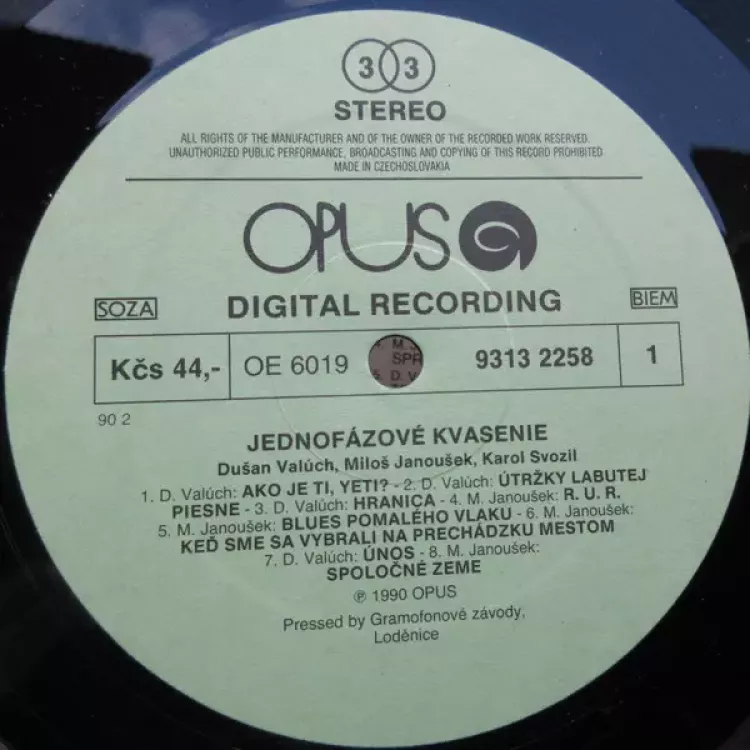 33
STEREO
ALL RIGHTS OF THE MANUFACTURER AND OF THE OWNER OF THE RECORDED WORK RESERVED.
UNAUTHORIZED PUBLIC PERFORMANCE, BROADCASTING AND COPYING OF THIS RECORD PROHIBITED
MADE IN CZECHOSLOVAKIA
OPUS
SOZA DIGITAL RECORDING BIEM
Kčs 44,- OE 6019 9313 2258 1
90 2
JEDNOFÁZOVÉ KVASENIE
Dušan Valúch, Miloš Janoušek, Karol Svozil
1. D. Valúch: AKO JE TI, YETI? - 2. D. Valúch: ÚTRŽKY LABUTEJ
PIESNE - 3. D. Valúch: HRANICA - 4. M. Janoušek: R. U. R.
5. M. Janoušek: BLUES POMALÉHO VLAKU - 6. M. Janoušek:
KEĎ SME SA VYBRALI NA PRECHÁDZKU MESTOM
7. D. Valúch: ÚNOS - 8. M. Janoušek:
SPOLOČNÉ ZEME
℗ 1990 OPUS
Pressed by Gramofonové závody,
Loděnice